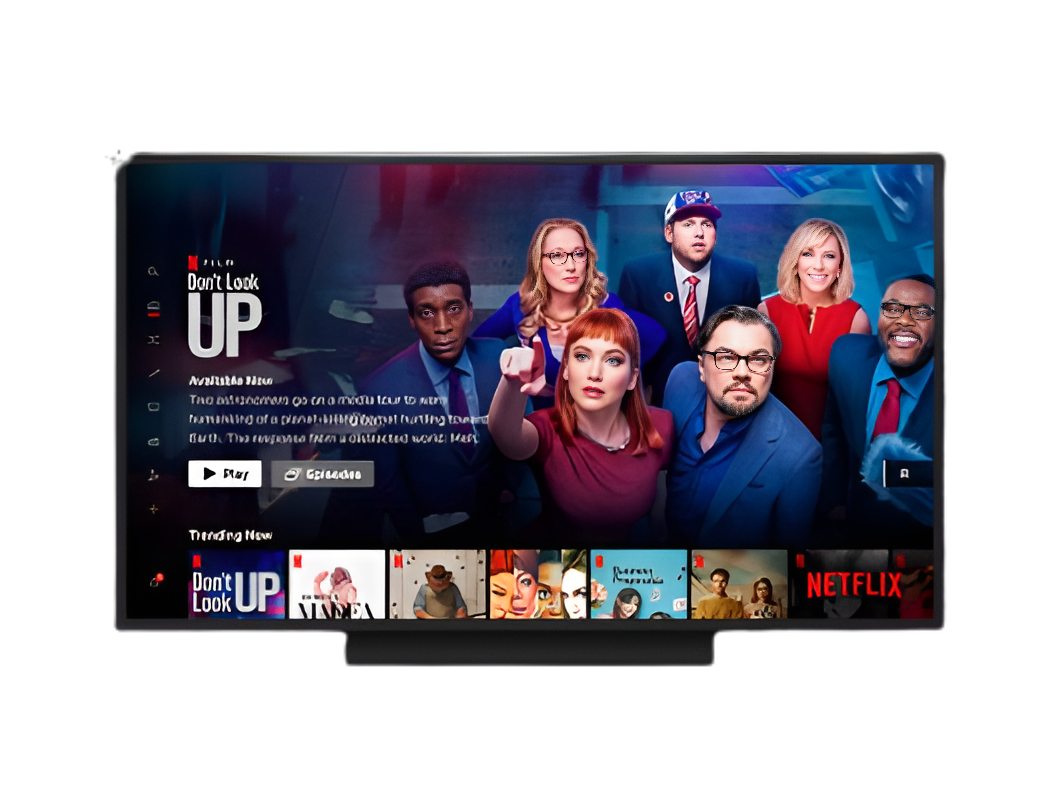 FILM
Don't Look
UP
Available Now
Two astronomers go on a media tour to warn
humankind of a planet-killing comet hurtling toward
Earth. The response from a distracted world: Meh.
Play
Episodes
Trending Now
Don't
Look UP
NETFLIX